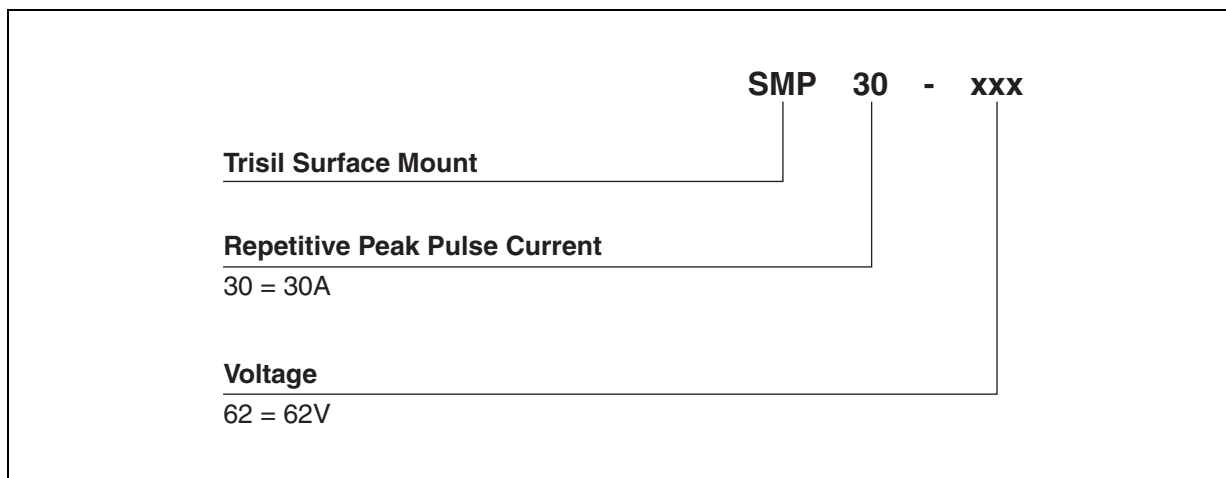 SMP 30 - xxx
Trisil Surface Mount
Repetitive Peak Pulse Current
30 = 30A
Voltage
62 = 62V